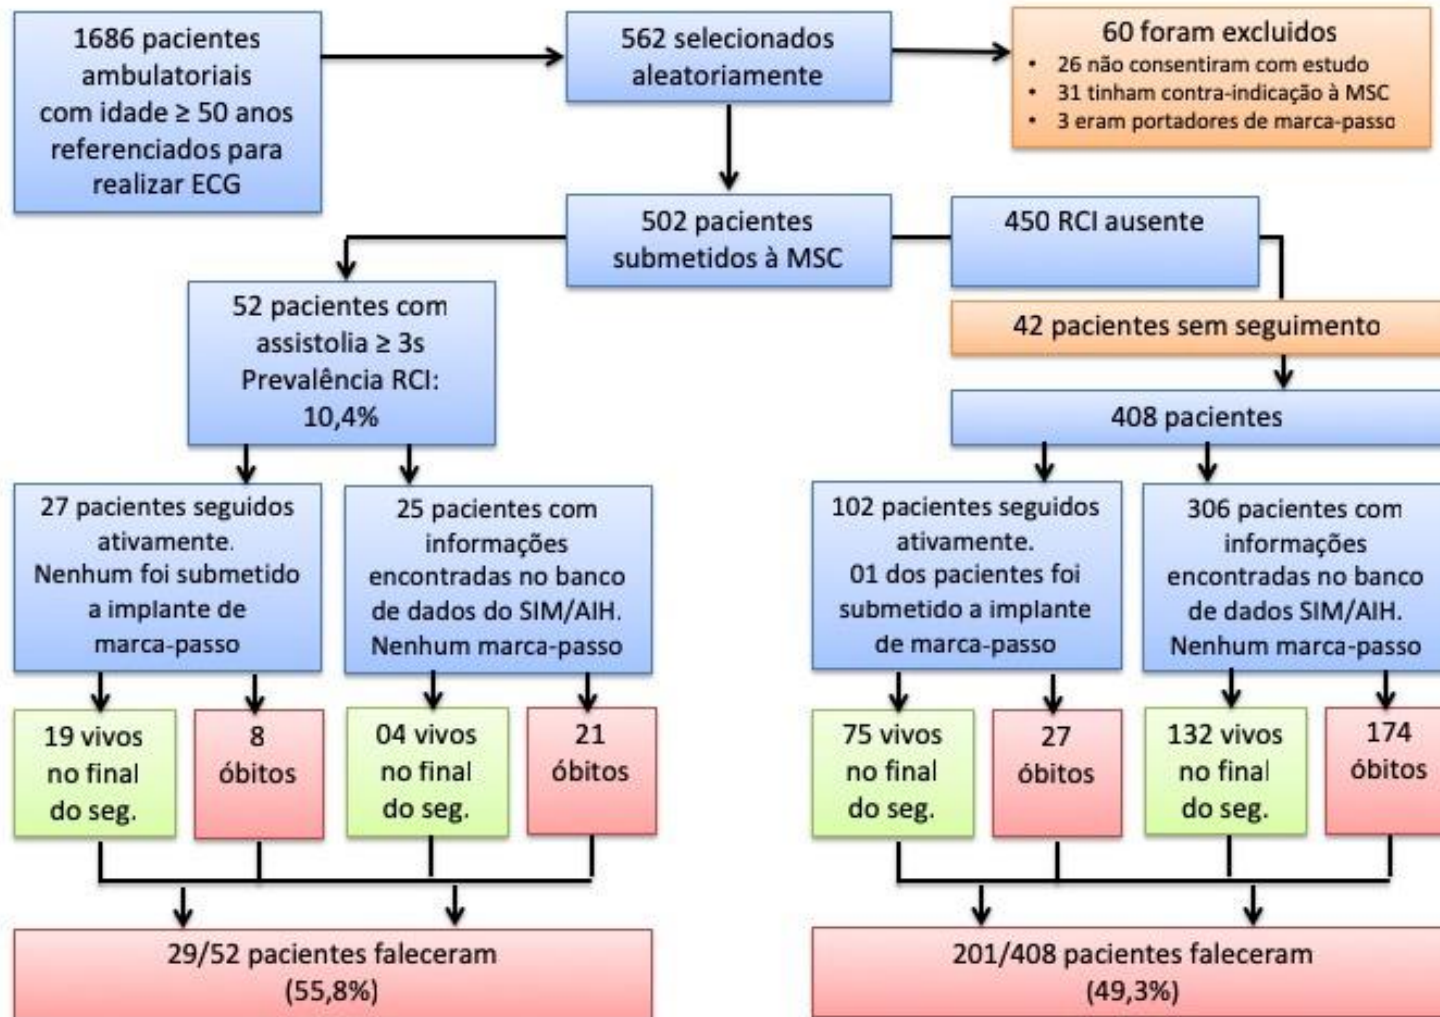 1686 pacientes
ambulatoriais
com idade ≥ 50 anos
referenciados para
realizar ECG
562 selecionados
aleatoriamente
60 foram excluidos
• 26 não consentiram com estudo
• 31 tinham contra-indicação à MSC
• 3 eram portadores de marca-passo
502 pacientes
submetidos à MSC
450 RCI ausente
52 pacientes com
assistolia ≥ 3s
Prevalência RCI:
10,4%
42 pacientes sem seguimento
408 pacientes
27 pacientes seguidos
ativamente.
Nenhum foi submetido
a implante de
marca-passo
25 pacientes com
informações
encontradas no banco
de dados do SIM/AIH.
Nenhum marca-passo
102 pacientes seguidos
ativamente.
01 dos pacientes foi
submetido a implante
de marca-passo
306 pacientes com
informações
encontradas no banco
de dados SIM/AIH.
Nenhum marca-passo
19 vivos
no final
do seg.
8
óbitos
04 vivos
no final
do seg.
21
óbitos
75 vivos
no final
do seg.
27
óbitos
132 vivos
no final
do seg.
174
óbitos
29/52 pacientes faleceram
(55,8%)
201/408 pacientes faleceram
(49,3%)